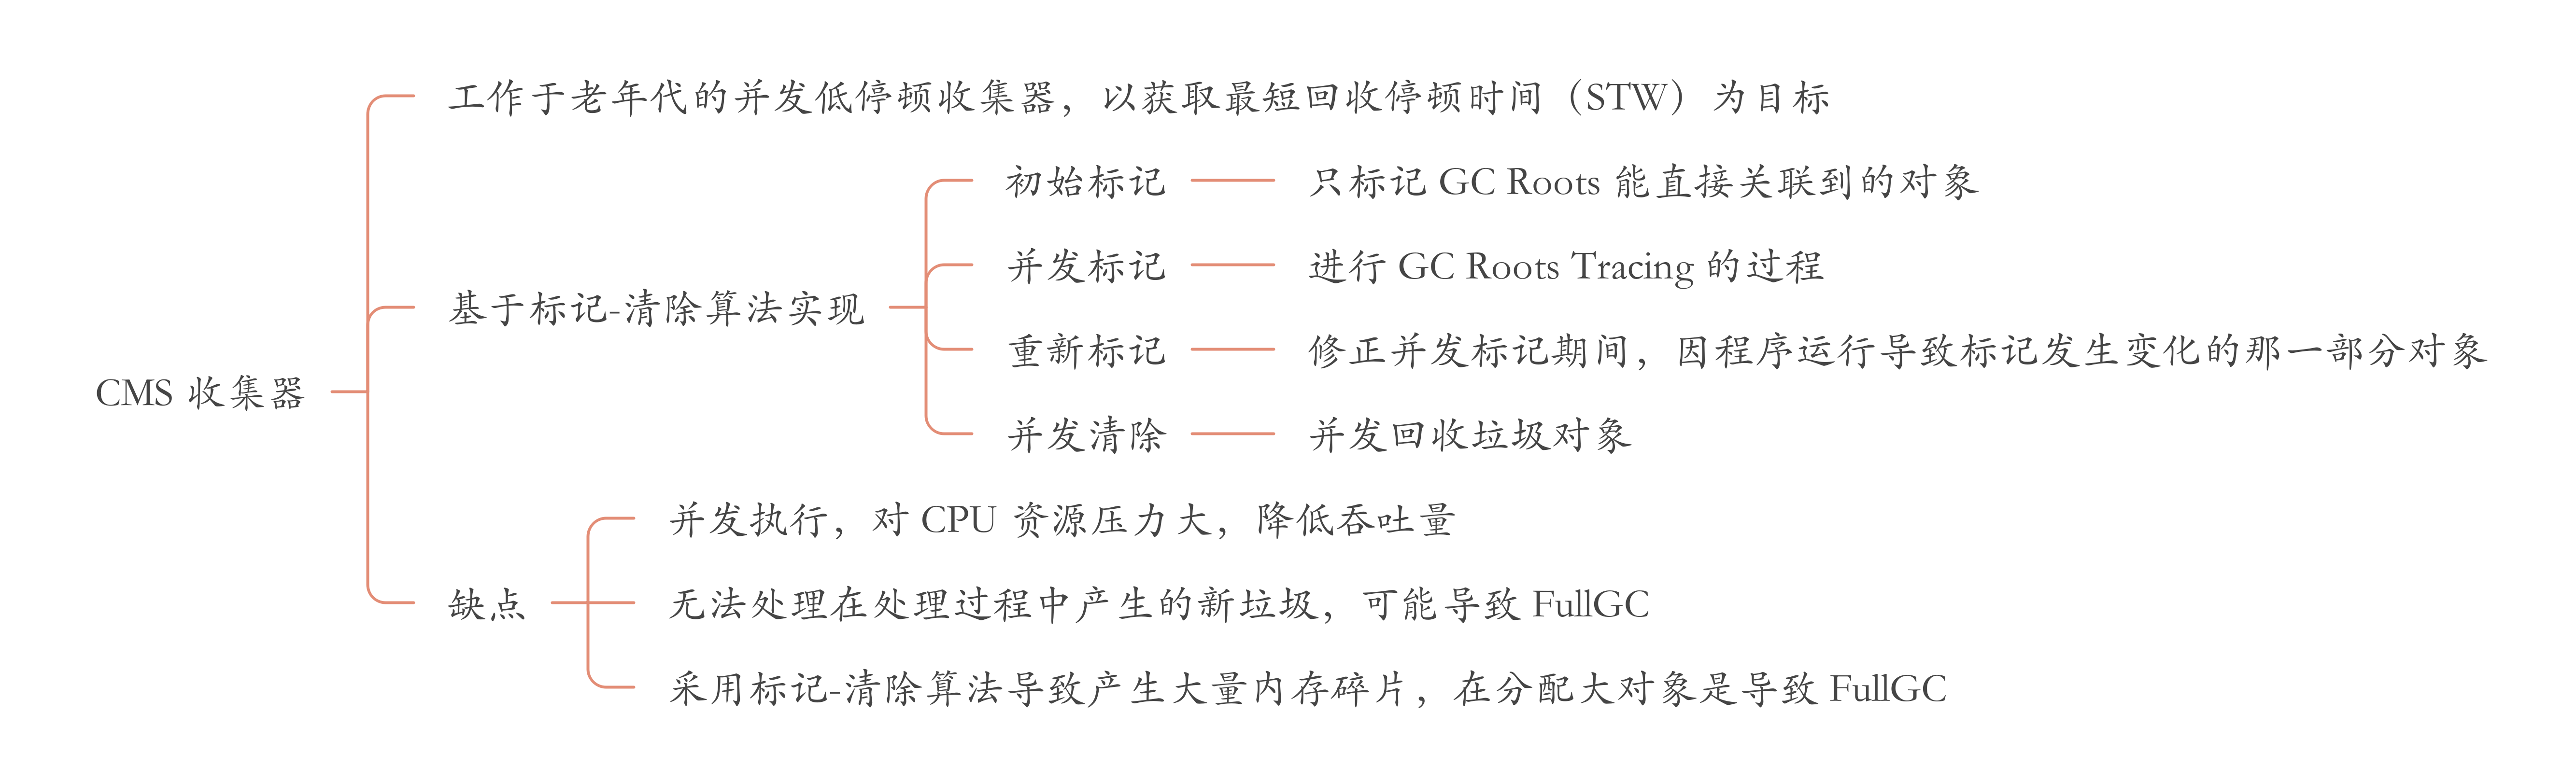 CMS 收集器
工作于老年代的并发低停顿收集器，以获取最短回收停顿时间（STW）为目标
基于标记-清除算法实现
初始标记
只标记 GC Roots 能直接关联到的对象
并发标记
进行 GC Roots Tracing 的过程
重新标记
修正并发标记期间，因程序运行导致标记发生变化的那一部分对象
并发清除
并发回收垃圾对象
缺点
并发执行，对 CPU 资源压力大，降低吞吐量
无法处理在处理过程中产生的新垃圾，可能导致 FullGC
采用标记-清除算法导致产生大量内存碎片，在分配大对象是导致 FullGC